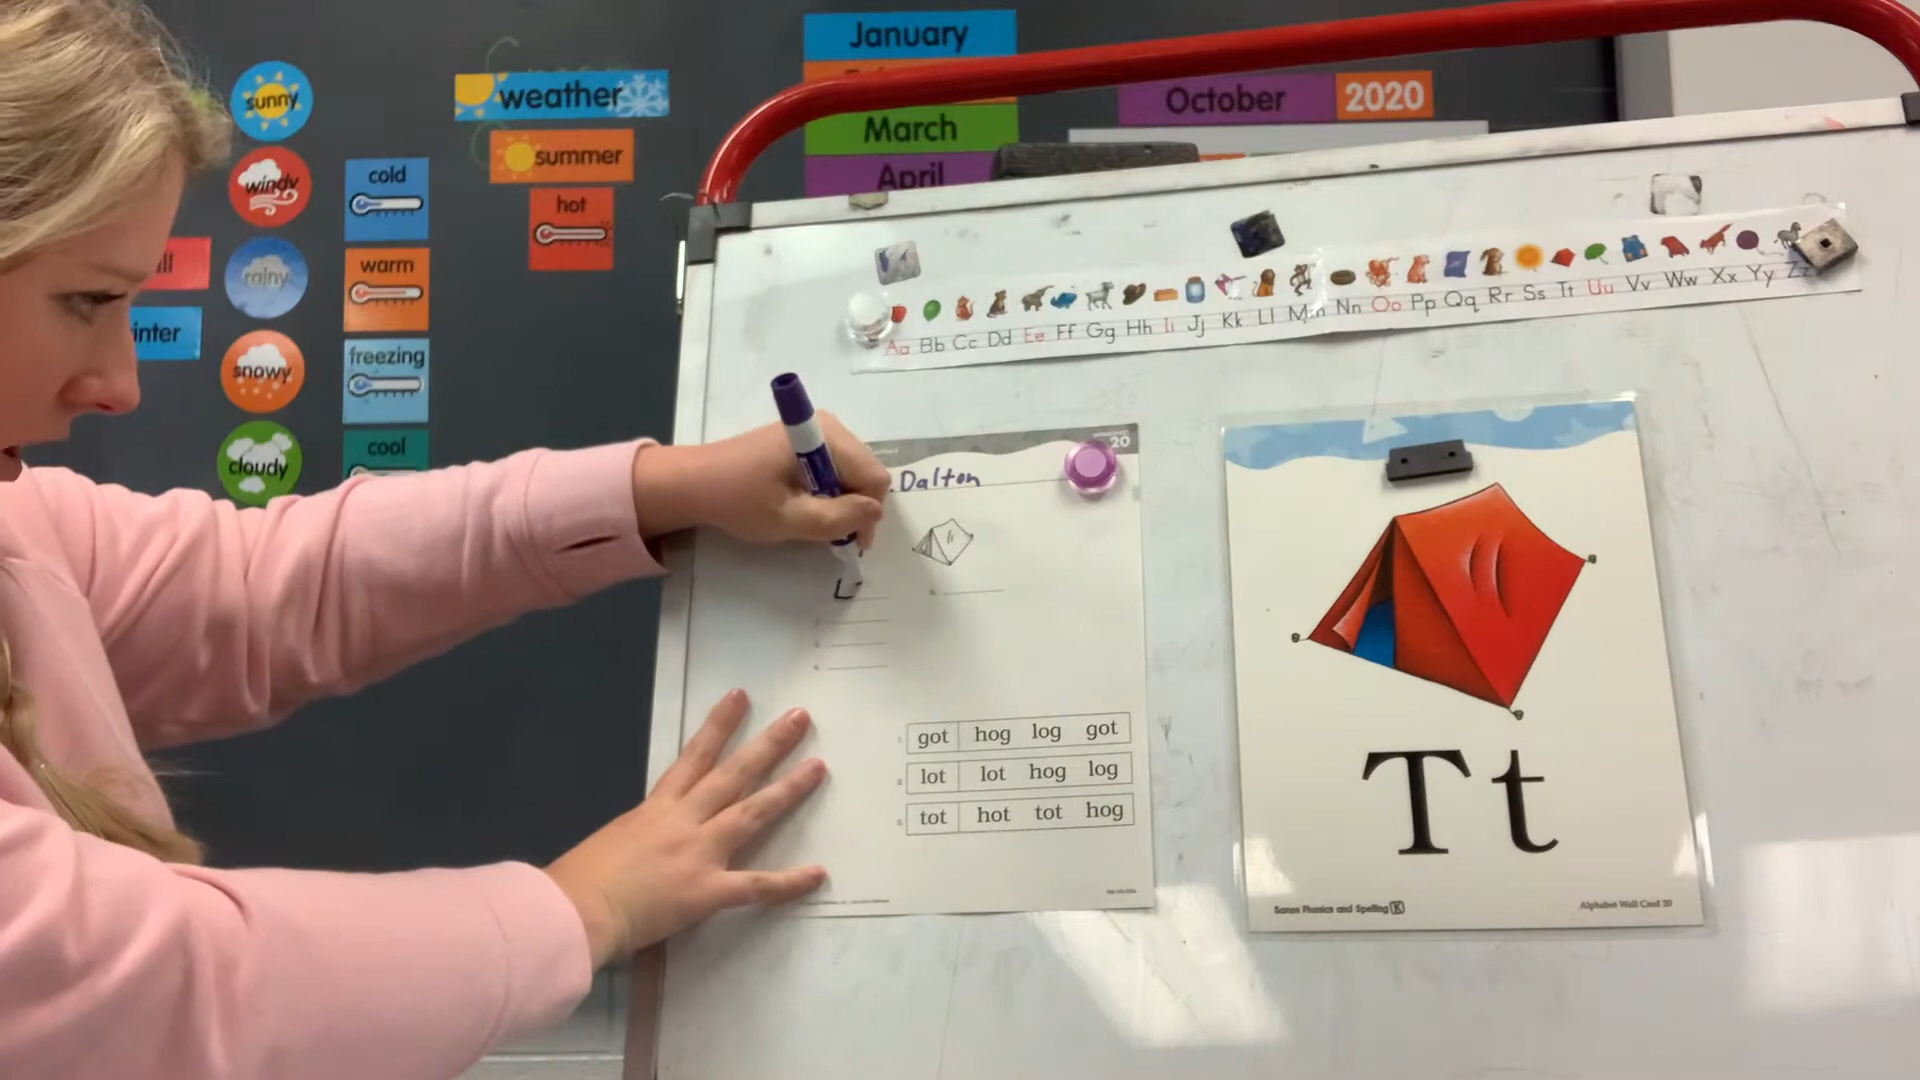 January
March
April
October 2020
weather
summer
hot
sunny
windy
rainy
snowy
cloudy
cold
warm
freezing
cool
Aa Bb Cc Dd Ee Ff Gg Hh Ii Jj Kk Ll Mm Nn Oo Pp Qq Rr Ss Tt Uu Vv Ww Xx Yy Zz
20
Dalton
got hog log got
lot lot hog log
tot hot tot hog
Tt
Saxon Phonics and Spelling K
Alphabet Wall Card 20